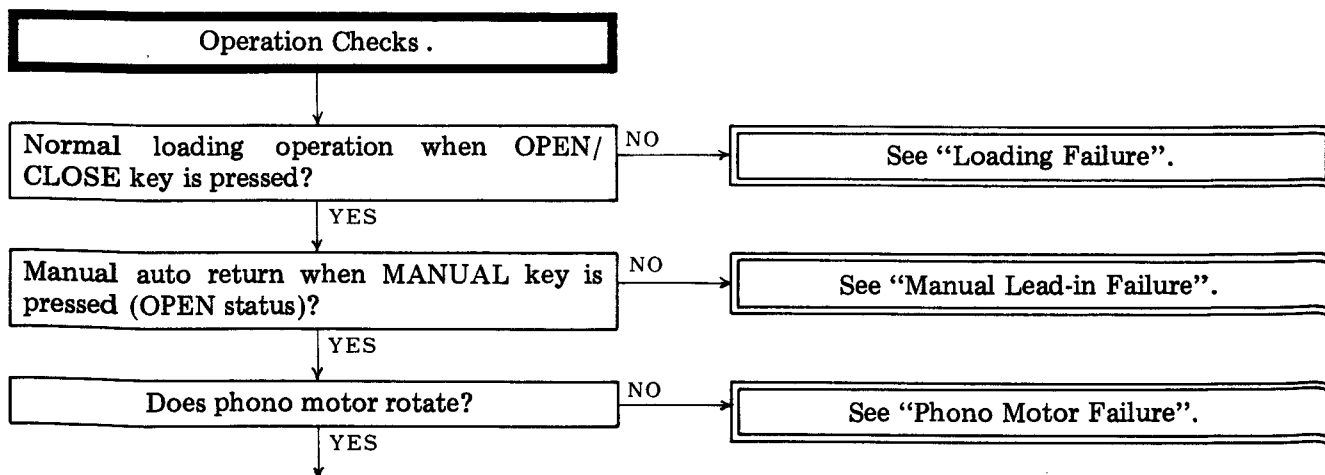 Operation Checks .
Normal loading operation when OPEN/
CLOSE key is pressed?
NO
See “Loading Failure”.
YES
Manual auto return when MANUAL key is
pressed (OPEN status)?
NO
See “Manual Lead-in Failure”.
YES
Does phono motor rotate?
NO
See “Phono Motor Failure”.
YES